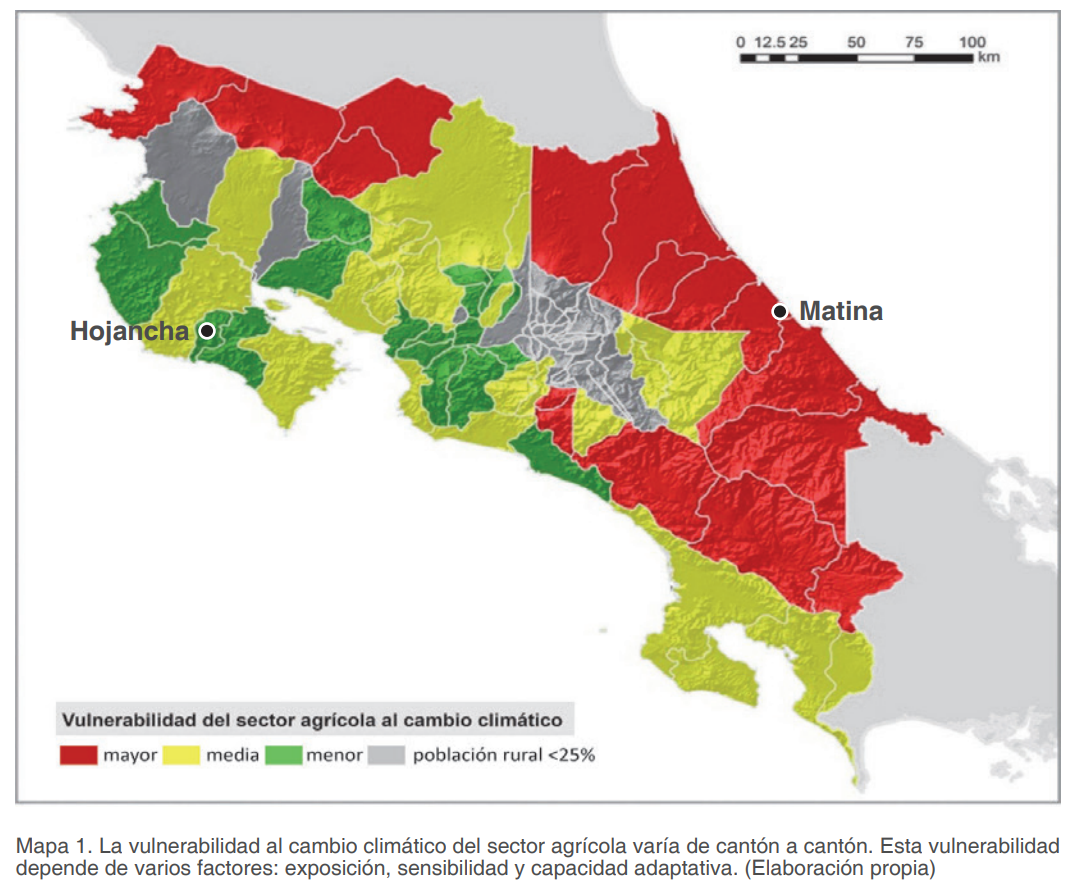 0 12.5 25 50 75 100
km
Matina
Hojancha
Vulnerabilidad del sector agrícola al cambio climático
mayor media menor población rural <25%
Mapa 1. La vulnerabilidad al cambio climático del sector agrícola varía de cantón a cantón. Esta vulnerabilidad
depende de varios factores: exposición, sensibilidad y capacidad adaptativa. (Elaboración propia)